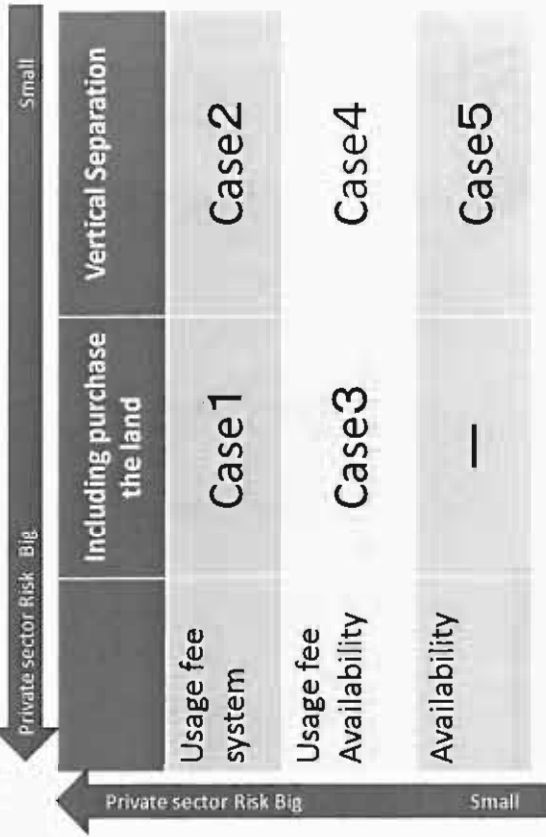 Private sector Risk Big Small
Including purchase
the land
Vertical Separation
Usage fee
system
Case1
Case2
Usage fee
Availability
Case3
Case4
Availability
—
Case5
Private sector Risk Big Small